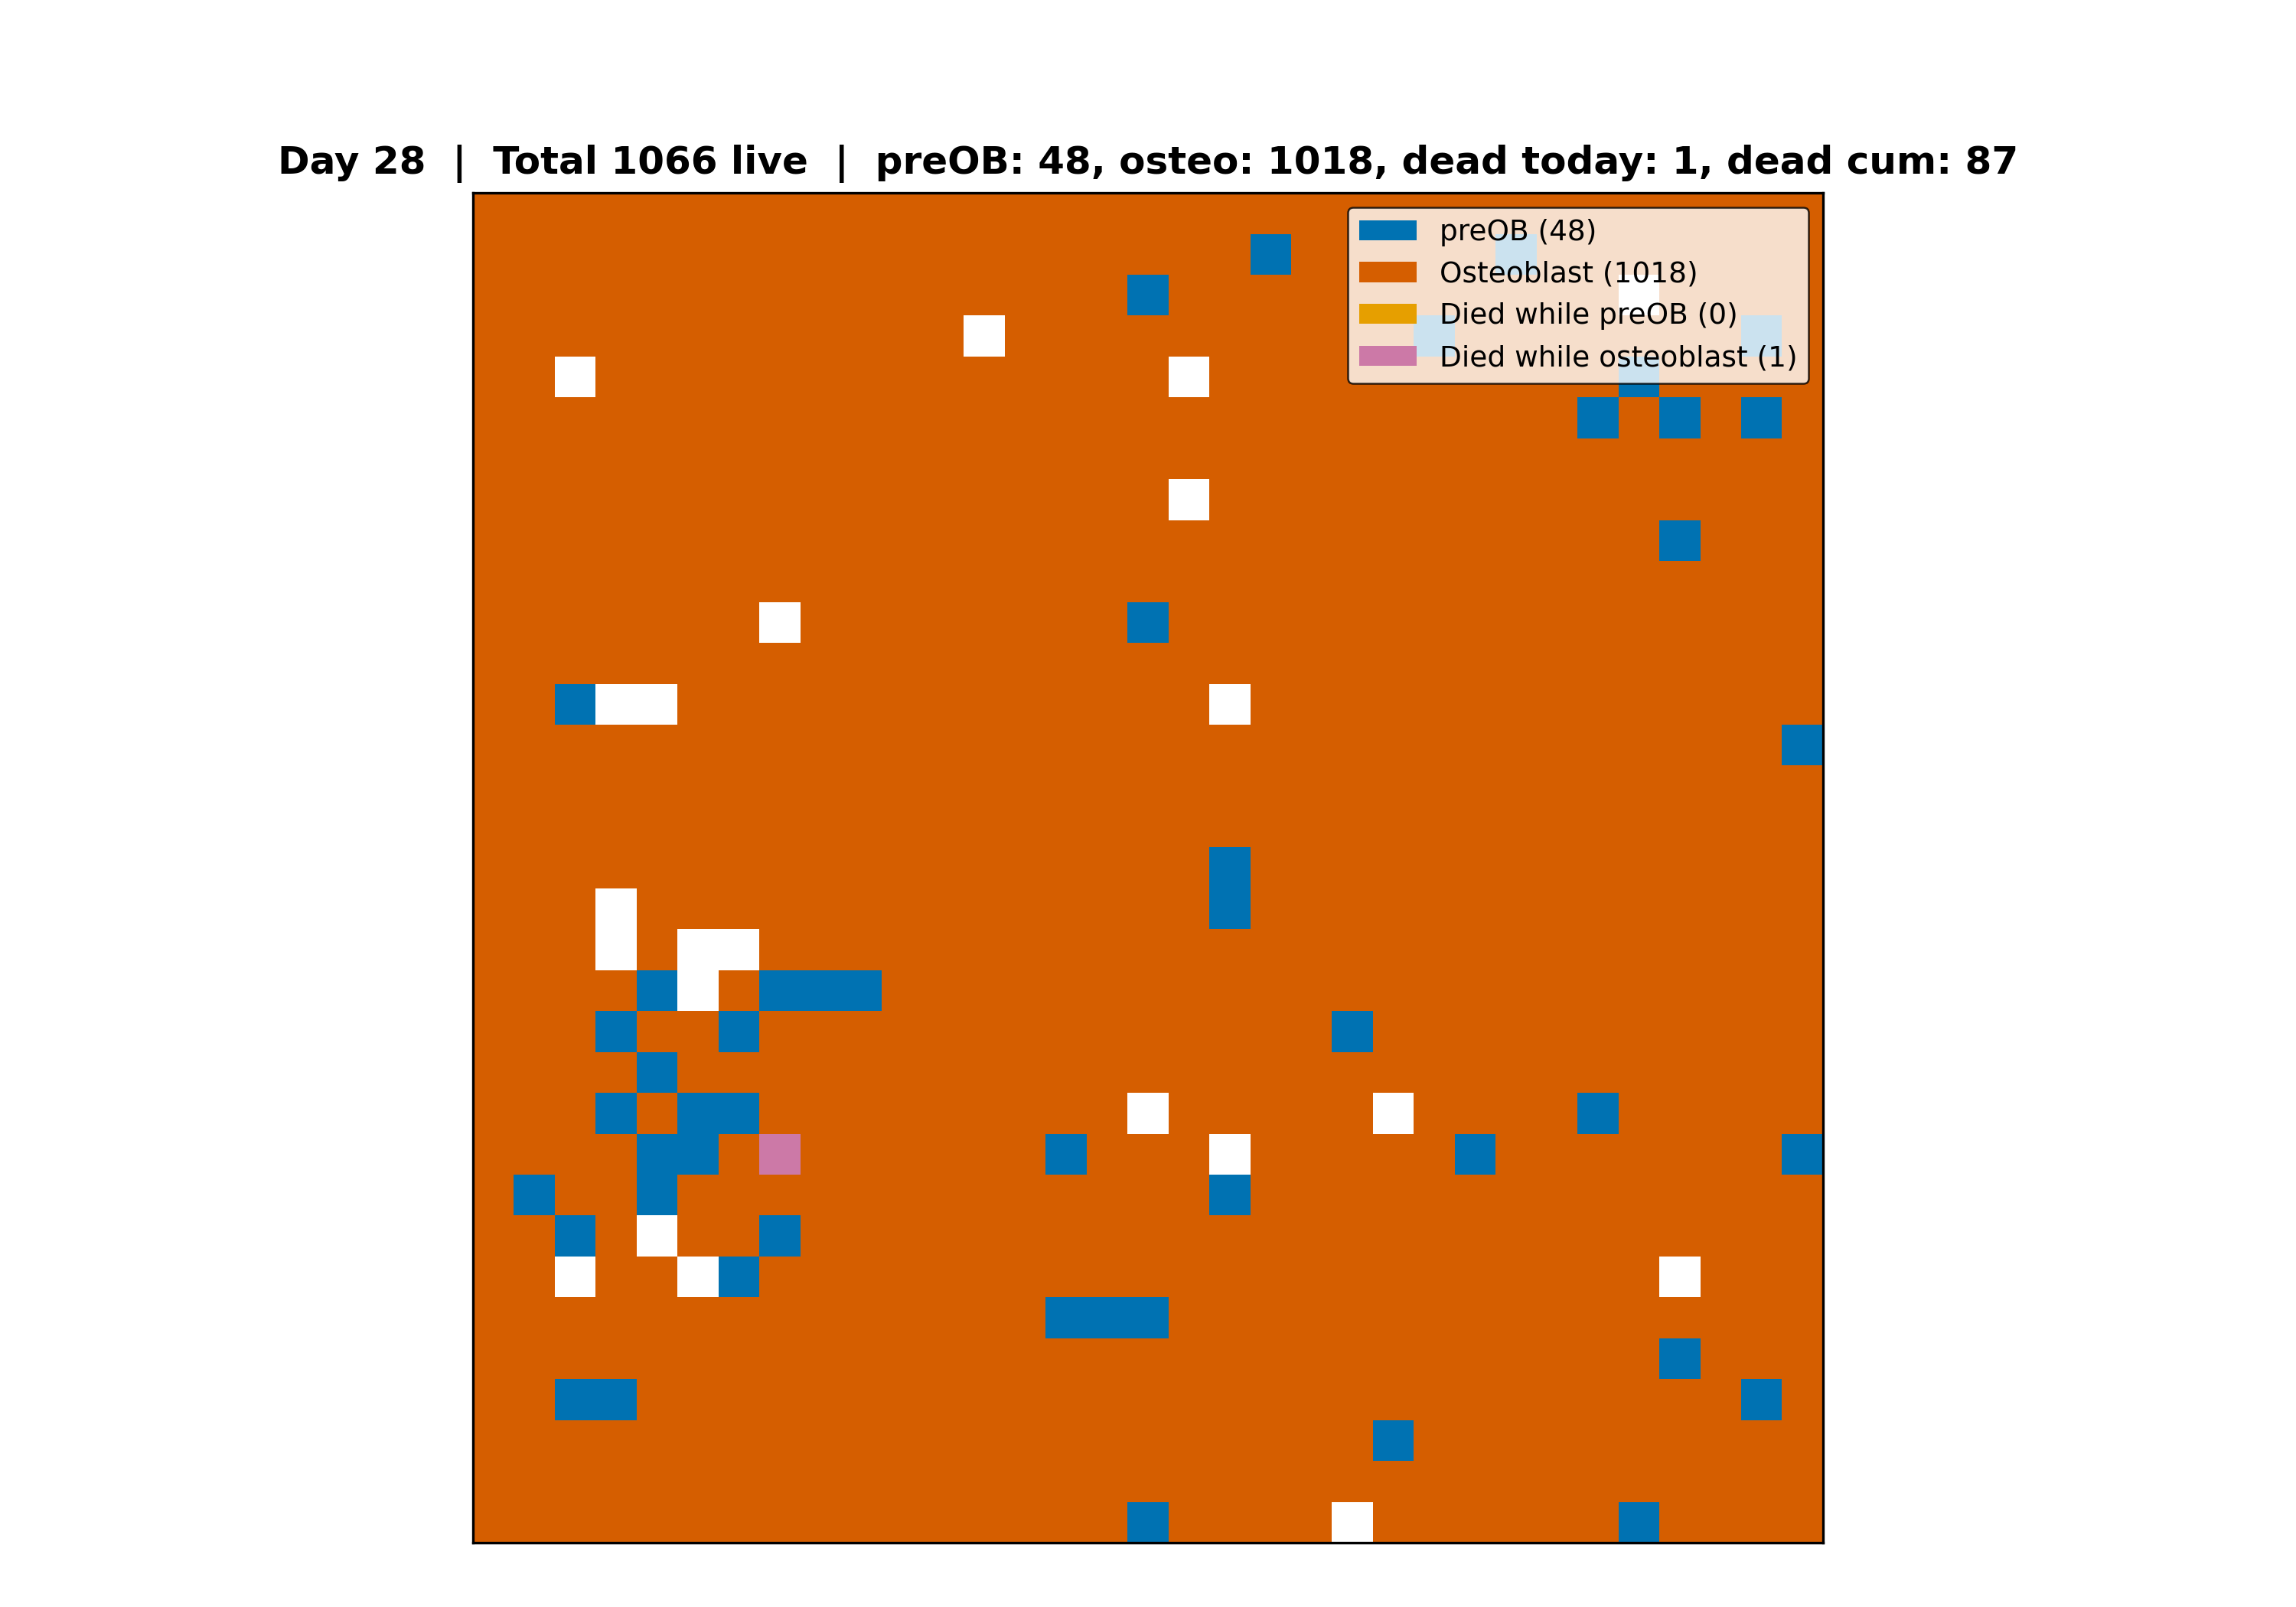 Day 28 | Total 1066 live | preOB: 48, osteo: 1018, dead today: 1, dead cum: 87
preOB (48)
Osteoblast (1018)
Died while preOB (0)
Died while osteoblast (1)